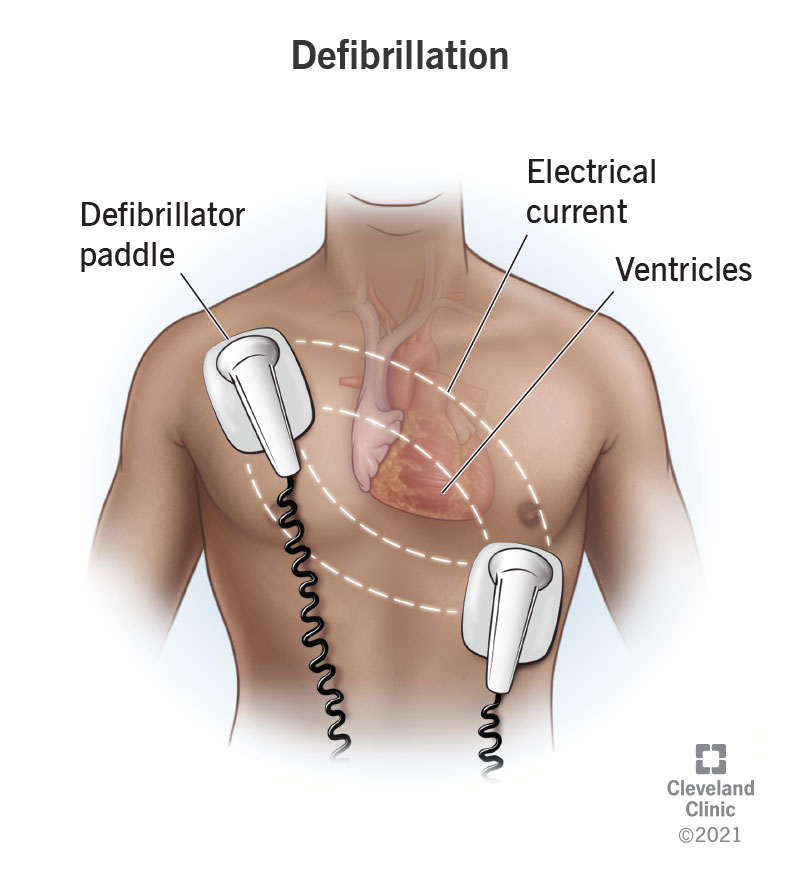 Defibrillation
Defibrillator
paddle
Electrical
current
Ventricles
Cleveland
Clinic
©2021